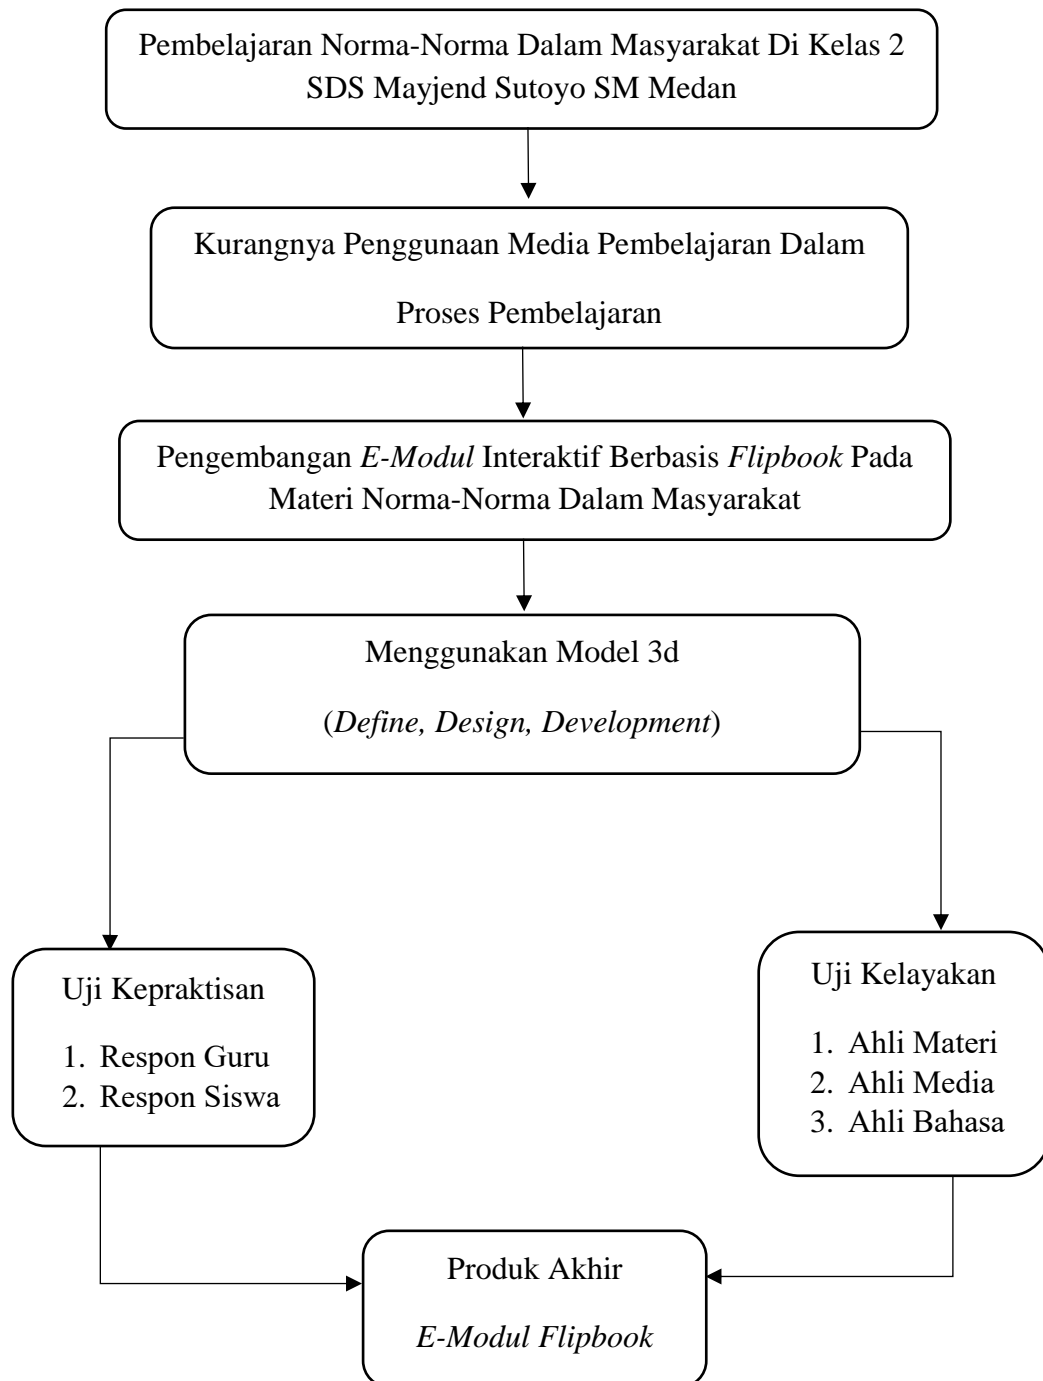 Pembelajaran Norma-Norma Dalam Masyarakat Di Kelas 2
SDS Mayjend Sutoyo SM Medan
Kurangnya Penggunaan Media Pembelajaran Dalam
Proses Pembelajaran
Pengembangan E-Modul Interaktif Berbasis Flipbook Pada
Materi Norma-Norma Dalam Masyarakat
Menggunakan Model 3d
(Define, Design, Development)
Uji Kepraktisan
1. Respon Guru
2. Respon Siswa
Uji Kelayakan
1. Ahli Materi
2. Ahli Media
3. Ahli Bahasa
Produk Akhir
E-Modul Flipbook